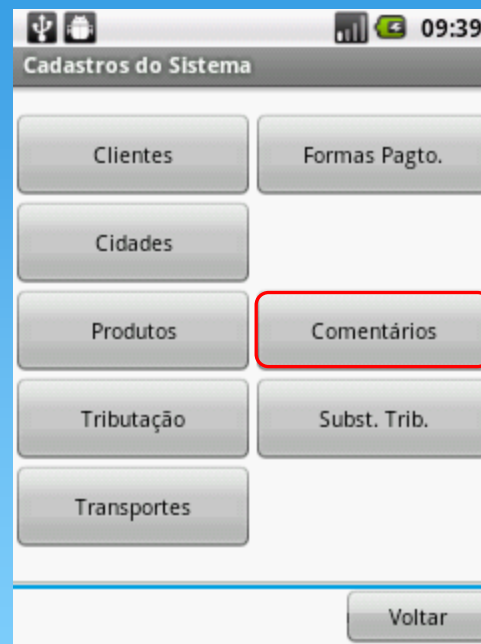 09:39
Cadastros do Sistema
Clientes
Formas Pagto.
Cidades
Produtos
Comentários
Tributação
Subst. Trib.
Transportes
Voltar